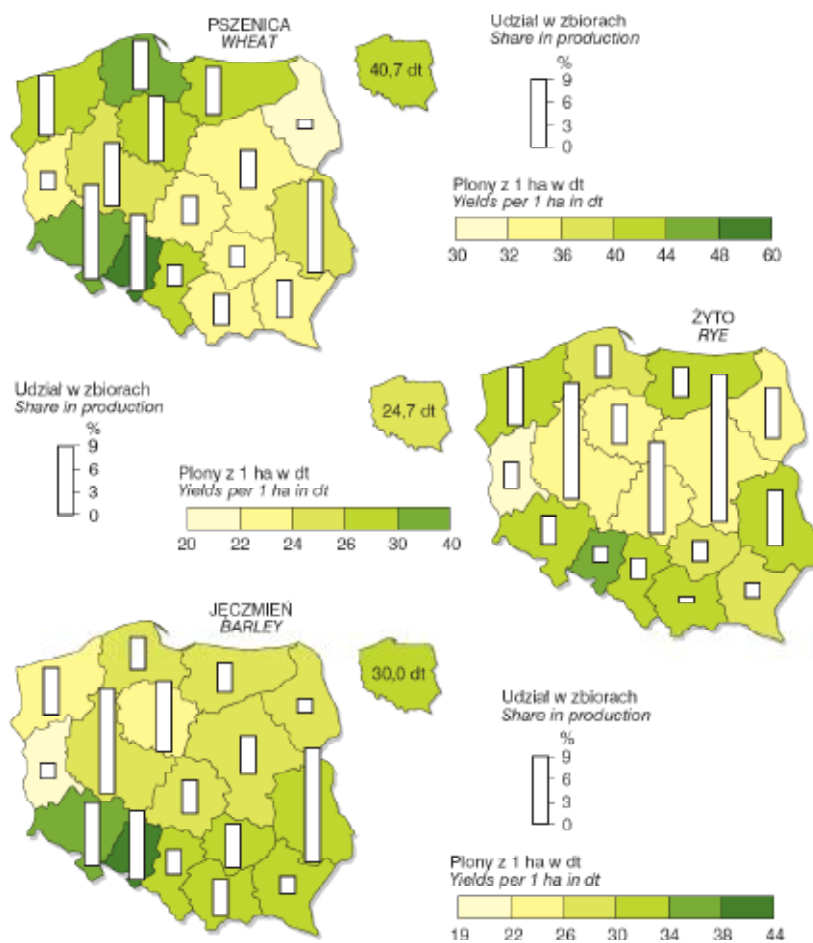 PSZENICA
WHEAT
40,7 dt
Udział w zbiorach
Share in production
%
9
6
3
0
Plony z 1 ha w dt
Yields per 1 ha in dt
30 32 36 40 44 48 60
ŻYTO
RYE
24,7 dt
Udział w zbiorach
Share in production
%
9
6
3
0
Plony z 1 ha w dt
Yields per 1 ha in dt
20 22 24 26 30 40
JĘCZMIEŃ
BARLEY
30,0 dt
Udział w zbiorach
Share in production
%
9
6
3
0
Plony z 1 ha w dt
Yields per 1 ha in dt
19 22 26 30 34 38 44